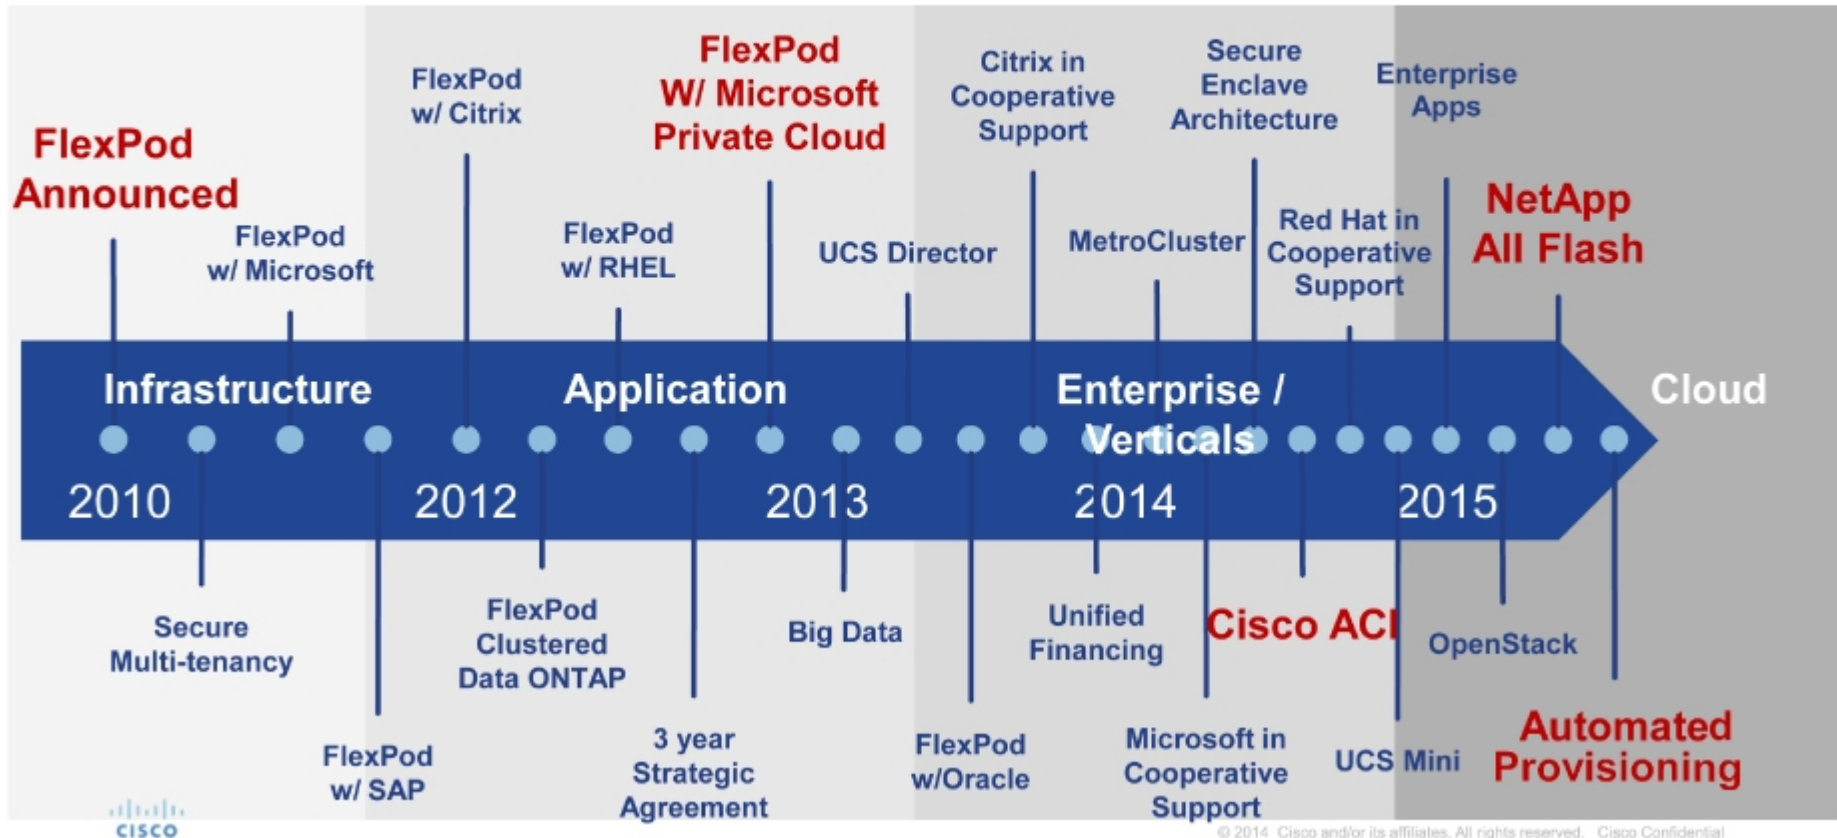 FlexPod
Announced
FlexPod
w/ Microsoft
FlexPod
w/ Citrix
FlexPod
w/ RHEL
FlexPod
W/ Microsoft
Private Cloud
UCS Director
Citrix in
Cooperative
Support
MetroCluster
Secure
Enclave
Architecture
Red Hat in
Cooperative
Support
Enterprise
Apps
NetApp
All Flash
Infrastructure
Application
Enterprise /
Verticals
Cloud
2010
2012
2013
2014
2015
Secure
Multi-tenancy
FlexPod
w/ SAP
FlexPod
Clustered
Data ONTAP
3 year
Strategic
Agreement
Big Data
FlexPod
w/Oracle
Unified
Financing
Microsoft in
Cooperative
Support
Cisco ACI
UCS Mini
OpenStack
Automated
Provisioning
CISCO
© 2014 Cisco and/or its affiliates. All rights reserved. Cisco Confidential